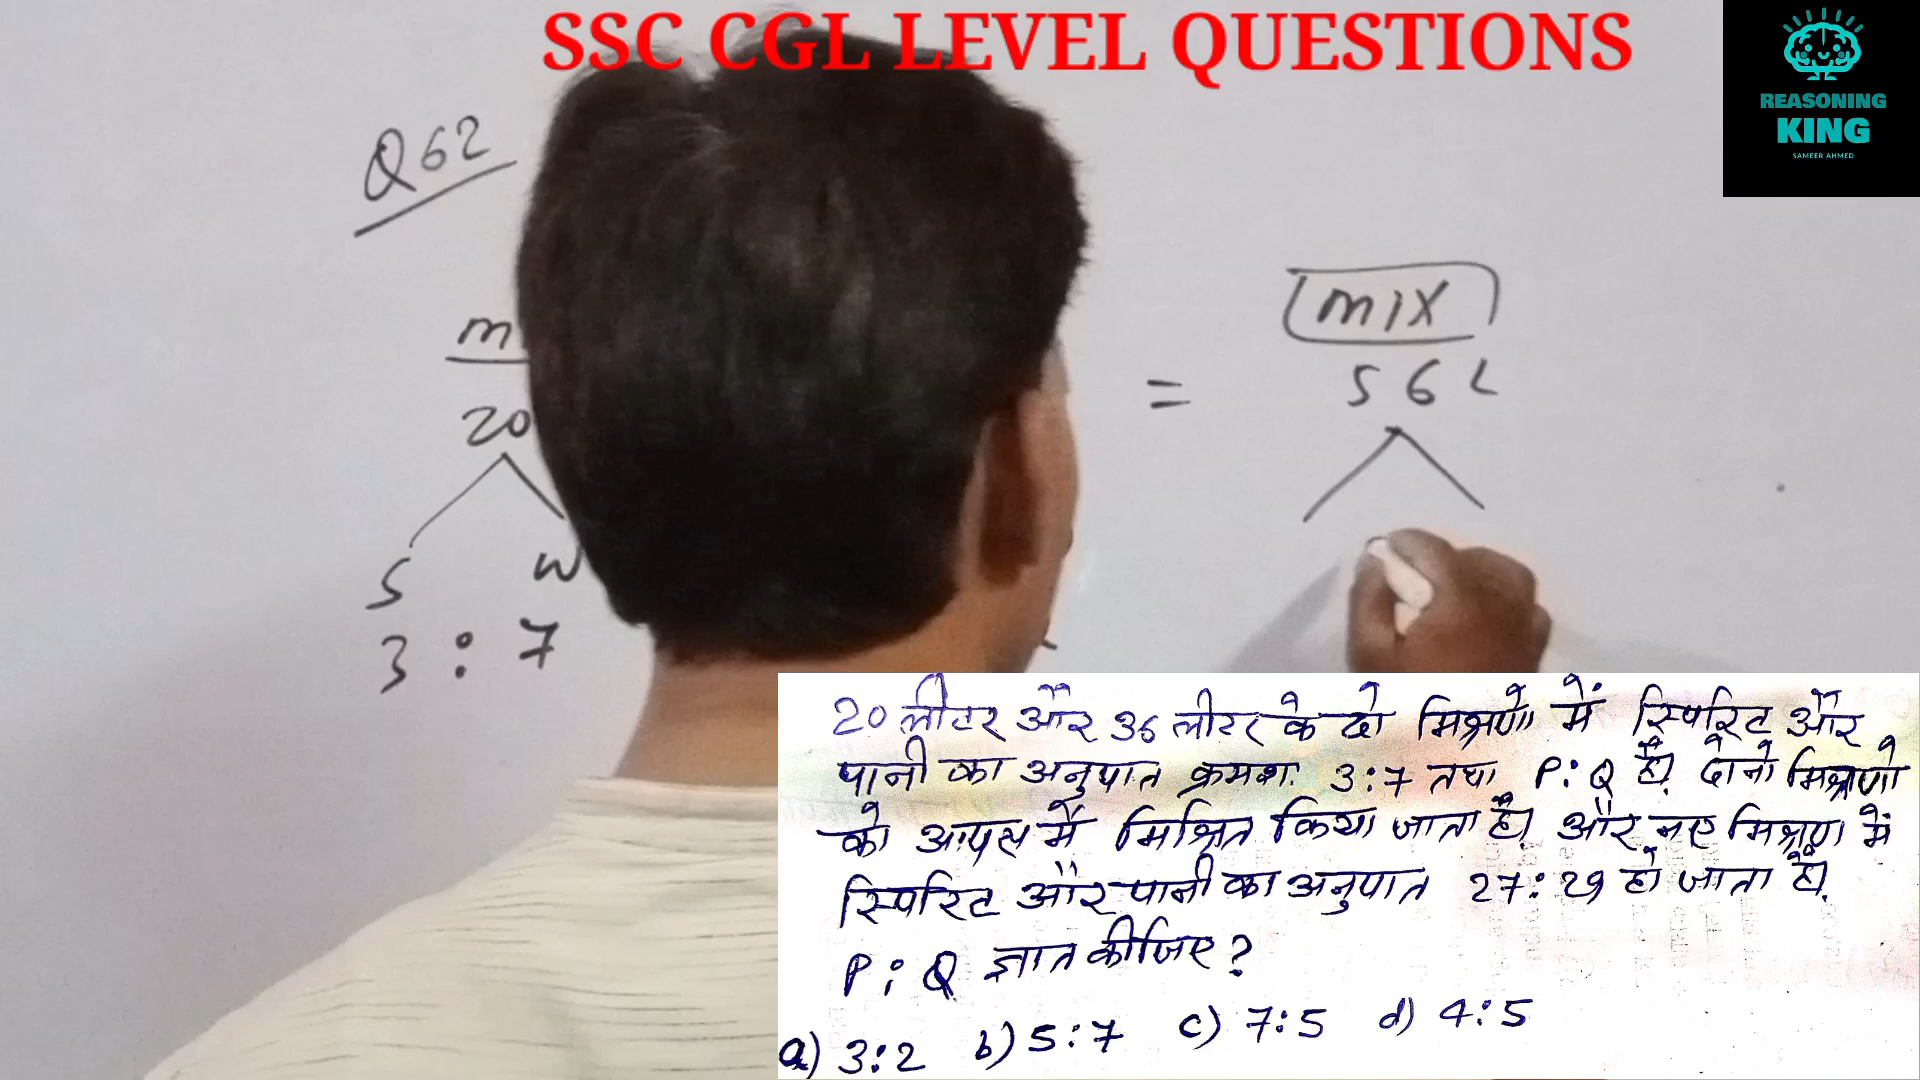 SSC CGL LEVEL QUESTIONS
REASONING
KING
SAMEER AHMED
Q62
m
20
S W
3 : 7
=
mix
56 L
20 लीटर और 36 लीटर के दो मिश्रणो में स्पिरिट और
पानी का अनुपात क्रमशः 3:7 तथा P:Q है। दोनो मिश्रणो
को आपस में मिश्रित किया जाता है। और नए मिश्रण में
स्पिरिट और पानी का अनुपात 27:29 हो जाता है।
P:Q ज्ञात कीजिए?
a) 3:2 b) 5:7 c) 7:5 d) 4:5